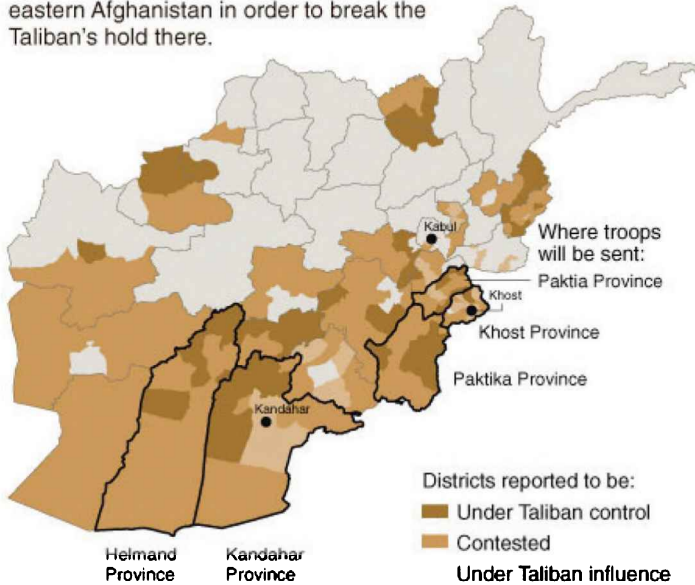 eastern Afghanistan in order to break the
Taliban's hold there.
Kabul
Where troops
will be sent:
Paktia Province
Khost
Khost Province
Paktika Province
Kandahar
Districts reported to be:
Under Taliban control
Contested
Under Taliban influence
Helmand
Province
Kandahar
Province